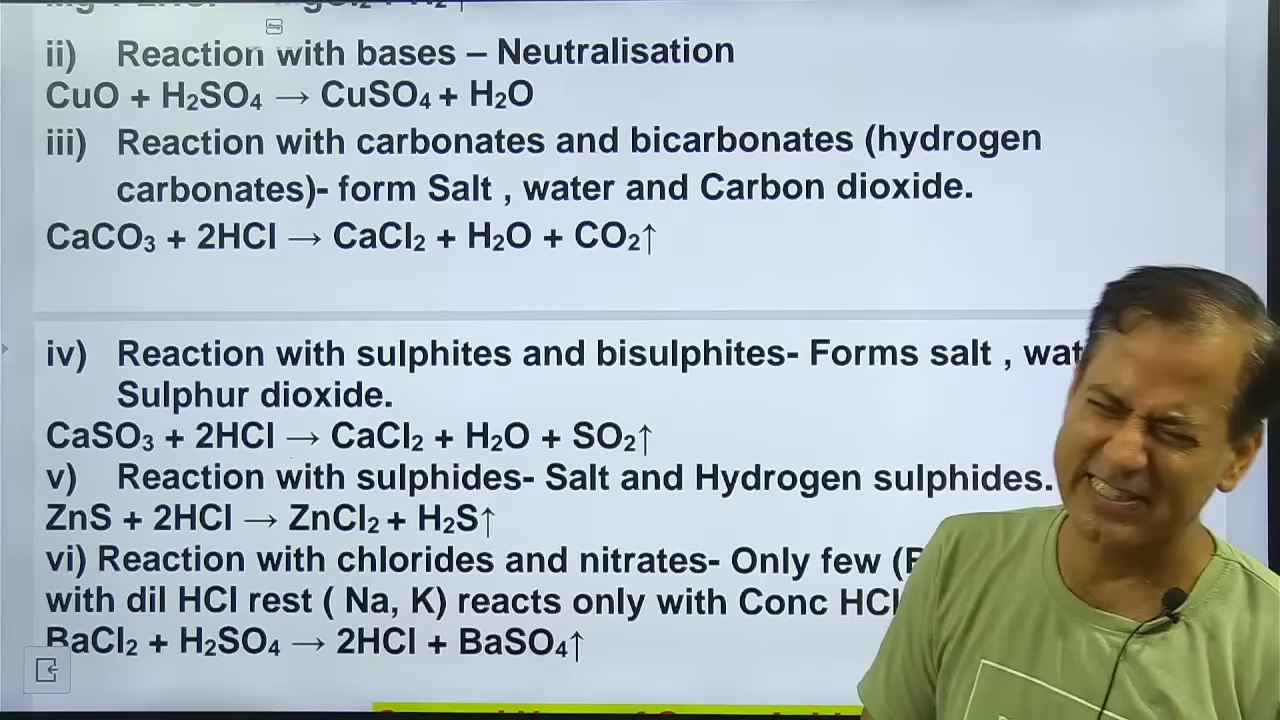 ii) Reaction with bases – Neutralisation
CuO + H₂SO₄ → CuSO₄ + H₂O
iii) Reaction with carbonates and bicarbonates (hydrogen
carbonates)- form Salt , water and Carbon dioxide.
CaCO₃ + 2HCl → CaCl₂ + H₂O + CO₂↑
iv) Reaction with sulphites and bisulphites- Forms salt ,
Sulphur dioxide.
CaSO₃ + 2HCl → CaCl₂ + H₂O + SO₂↑
v) Reaction with sulphides- Salt and Hydrogen sulphides.
ZnS + 2HCl → ZnCl₂ + H₂S↑
vi) Reaction with chlorides and nitrates- Only few
with dil HCl rest ( Na, K) reacts only with Conc HCl
BaCl₂ + H₂SO₄ → 2HCl + BaSO₄↑